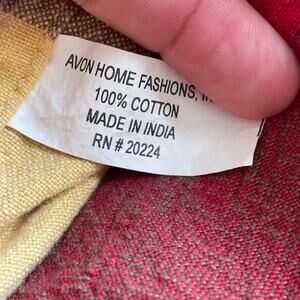 AVON HOME FASHIONS,
100% COTTON
MADE IN INDIA
RN # 20224